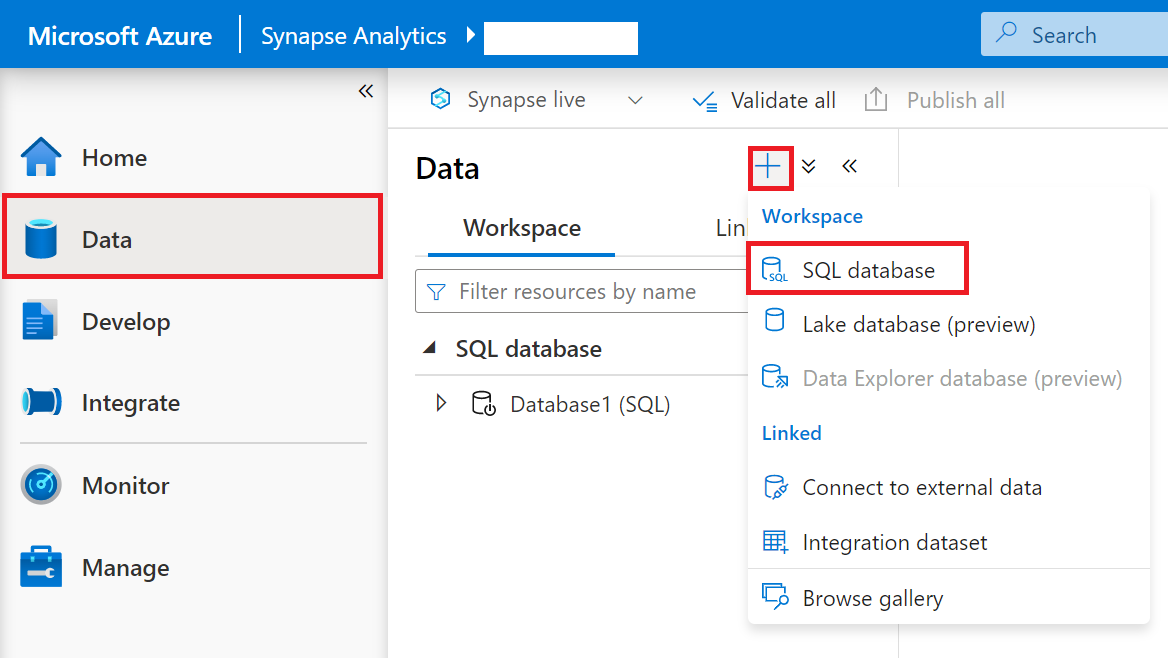 Microsoft Azure
Synapse Analytics
Search
Synapse live
Validate all
Publish all
Home
Data
Develop
Integrate
Monitor
Manage
Data
Workspace
Lin
Filter resources by name
SQL database
Database1 (SQL)
Workspace
SQL
SQL database
Lake database (preview)
Data Explorer database (preview)
Linked
Connect to external data
Integration dataset
Browse gallery